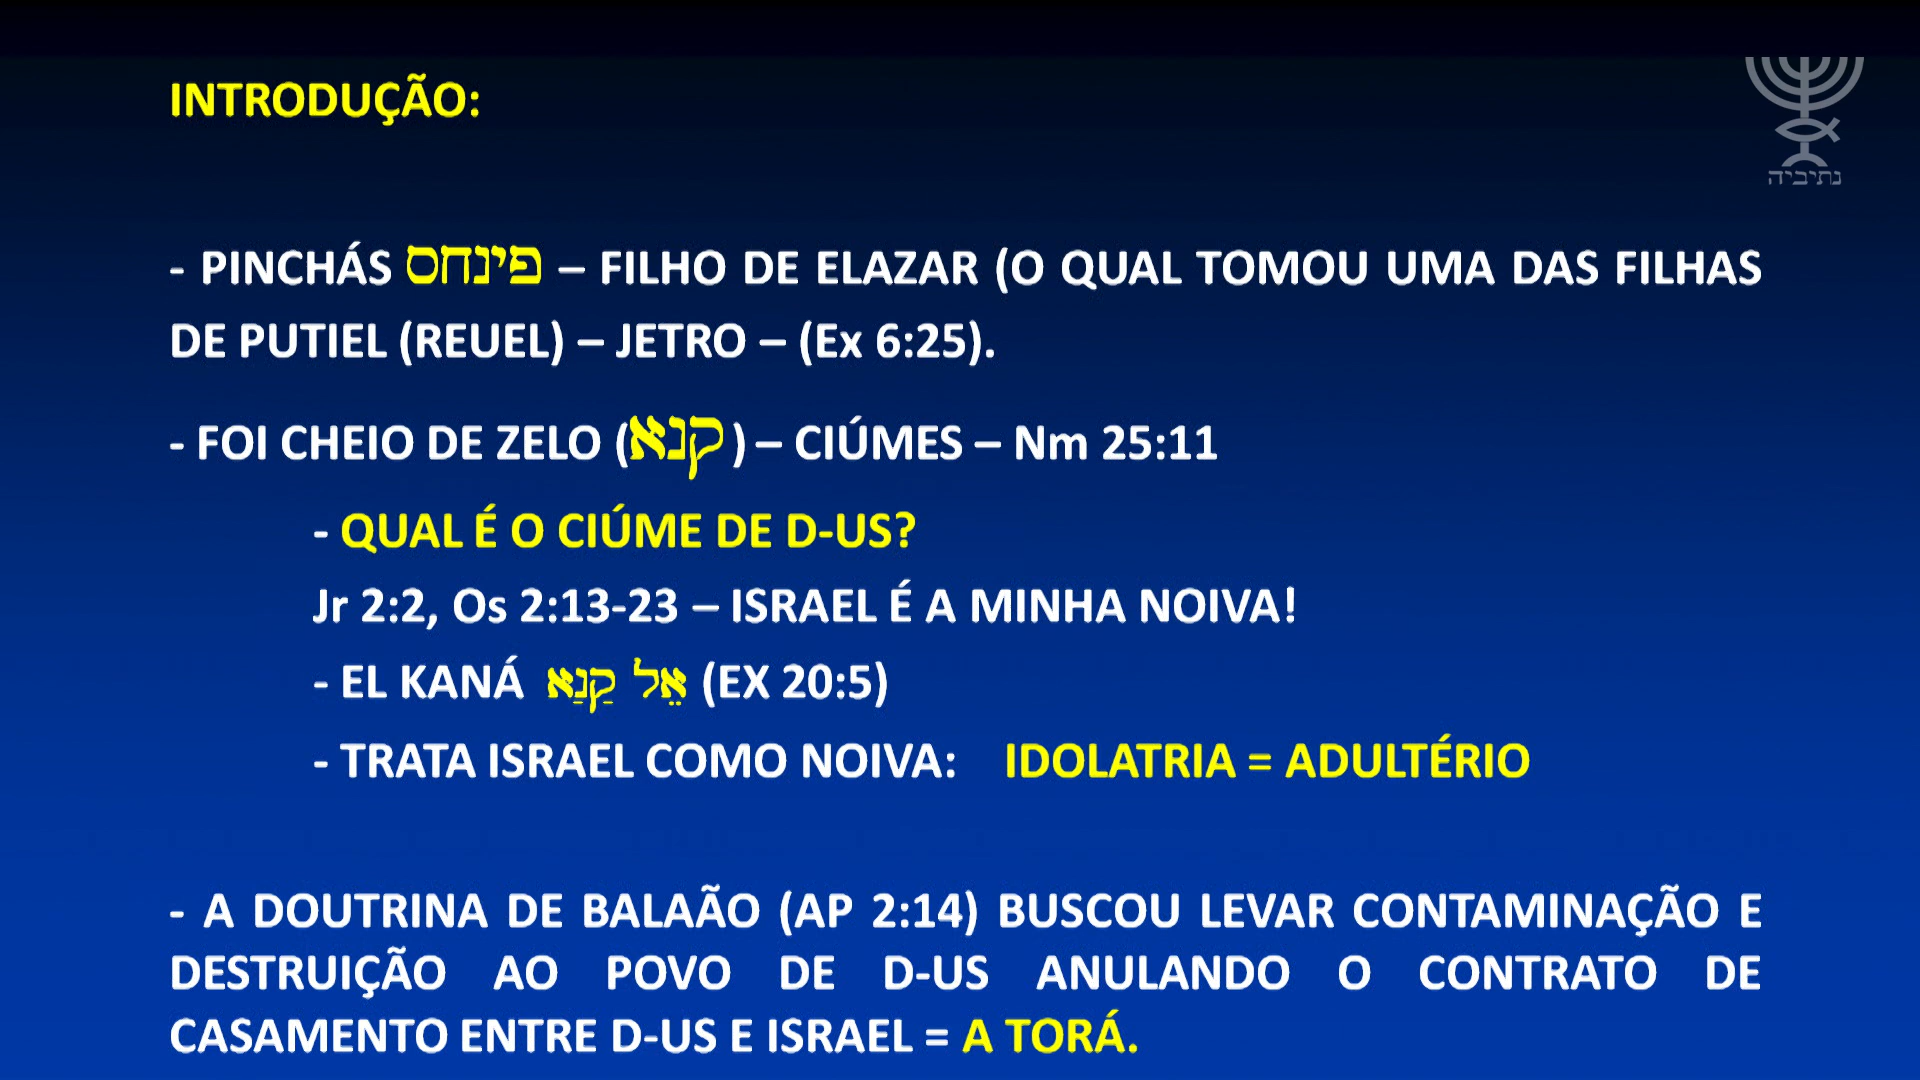 INTRODUÇÃO:
נתיביה
- PINCHÁS פינחס – FILHO DE ELAZAR (O QUAL TOMOU UMA DAS FILHAS
DE PUTIEL (REUEL) – JETRO – (Ex 6:25).
- FOI CHEIO DE ZELO (קנא) – CIÚMES – Nm 25:11
- QUAL É O CIÚME DE D-US?
Jr 2:2, Os 2:13-23 – ISRAEL É A MINHA NOIVA!
- EL KANÁ אֵל קַנַּא (EX 20:5)
- TRATA ISRAEL COMO NOIVA: IDOLATRIA = ADULTÉRIO
- A DOUTRINA DE BALAÃO (AP 2:14) BUSCOU LEVAR CONTAMINAÇÃO E
DESTRUIÇÃO AO POVO DE D-US ANULANDO O CONTRATO DE
CASAMENTO ENTRE D-US E ISRAEL = A TORÁ.